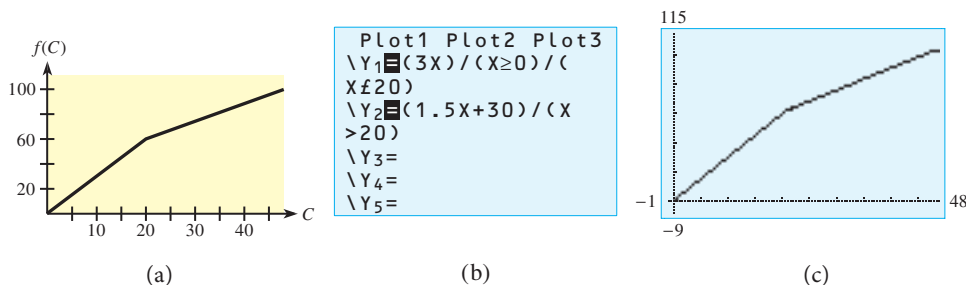 f(C)
100
60
20
10 20 30 40
C
(a)
Plot1 Plot2 Plot3
\Y₁=(3X)/(X≥0)/(
X£20)
\Y₂=(1.5X+30)/(X
>20)
\Y₃=
\Y₄=
\Y₅=
(b)
115
−1
48
−9
(c)